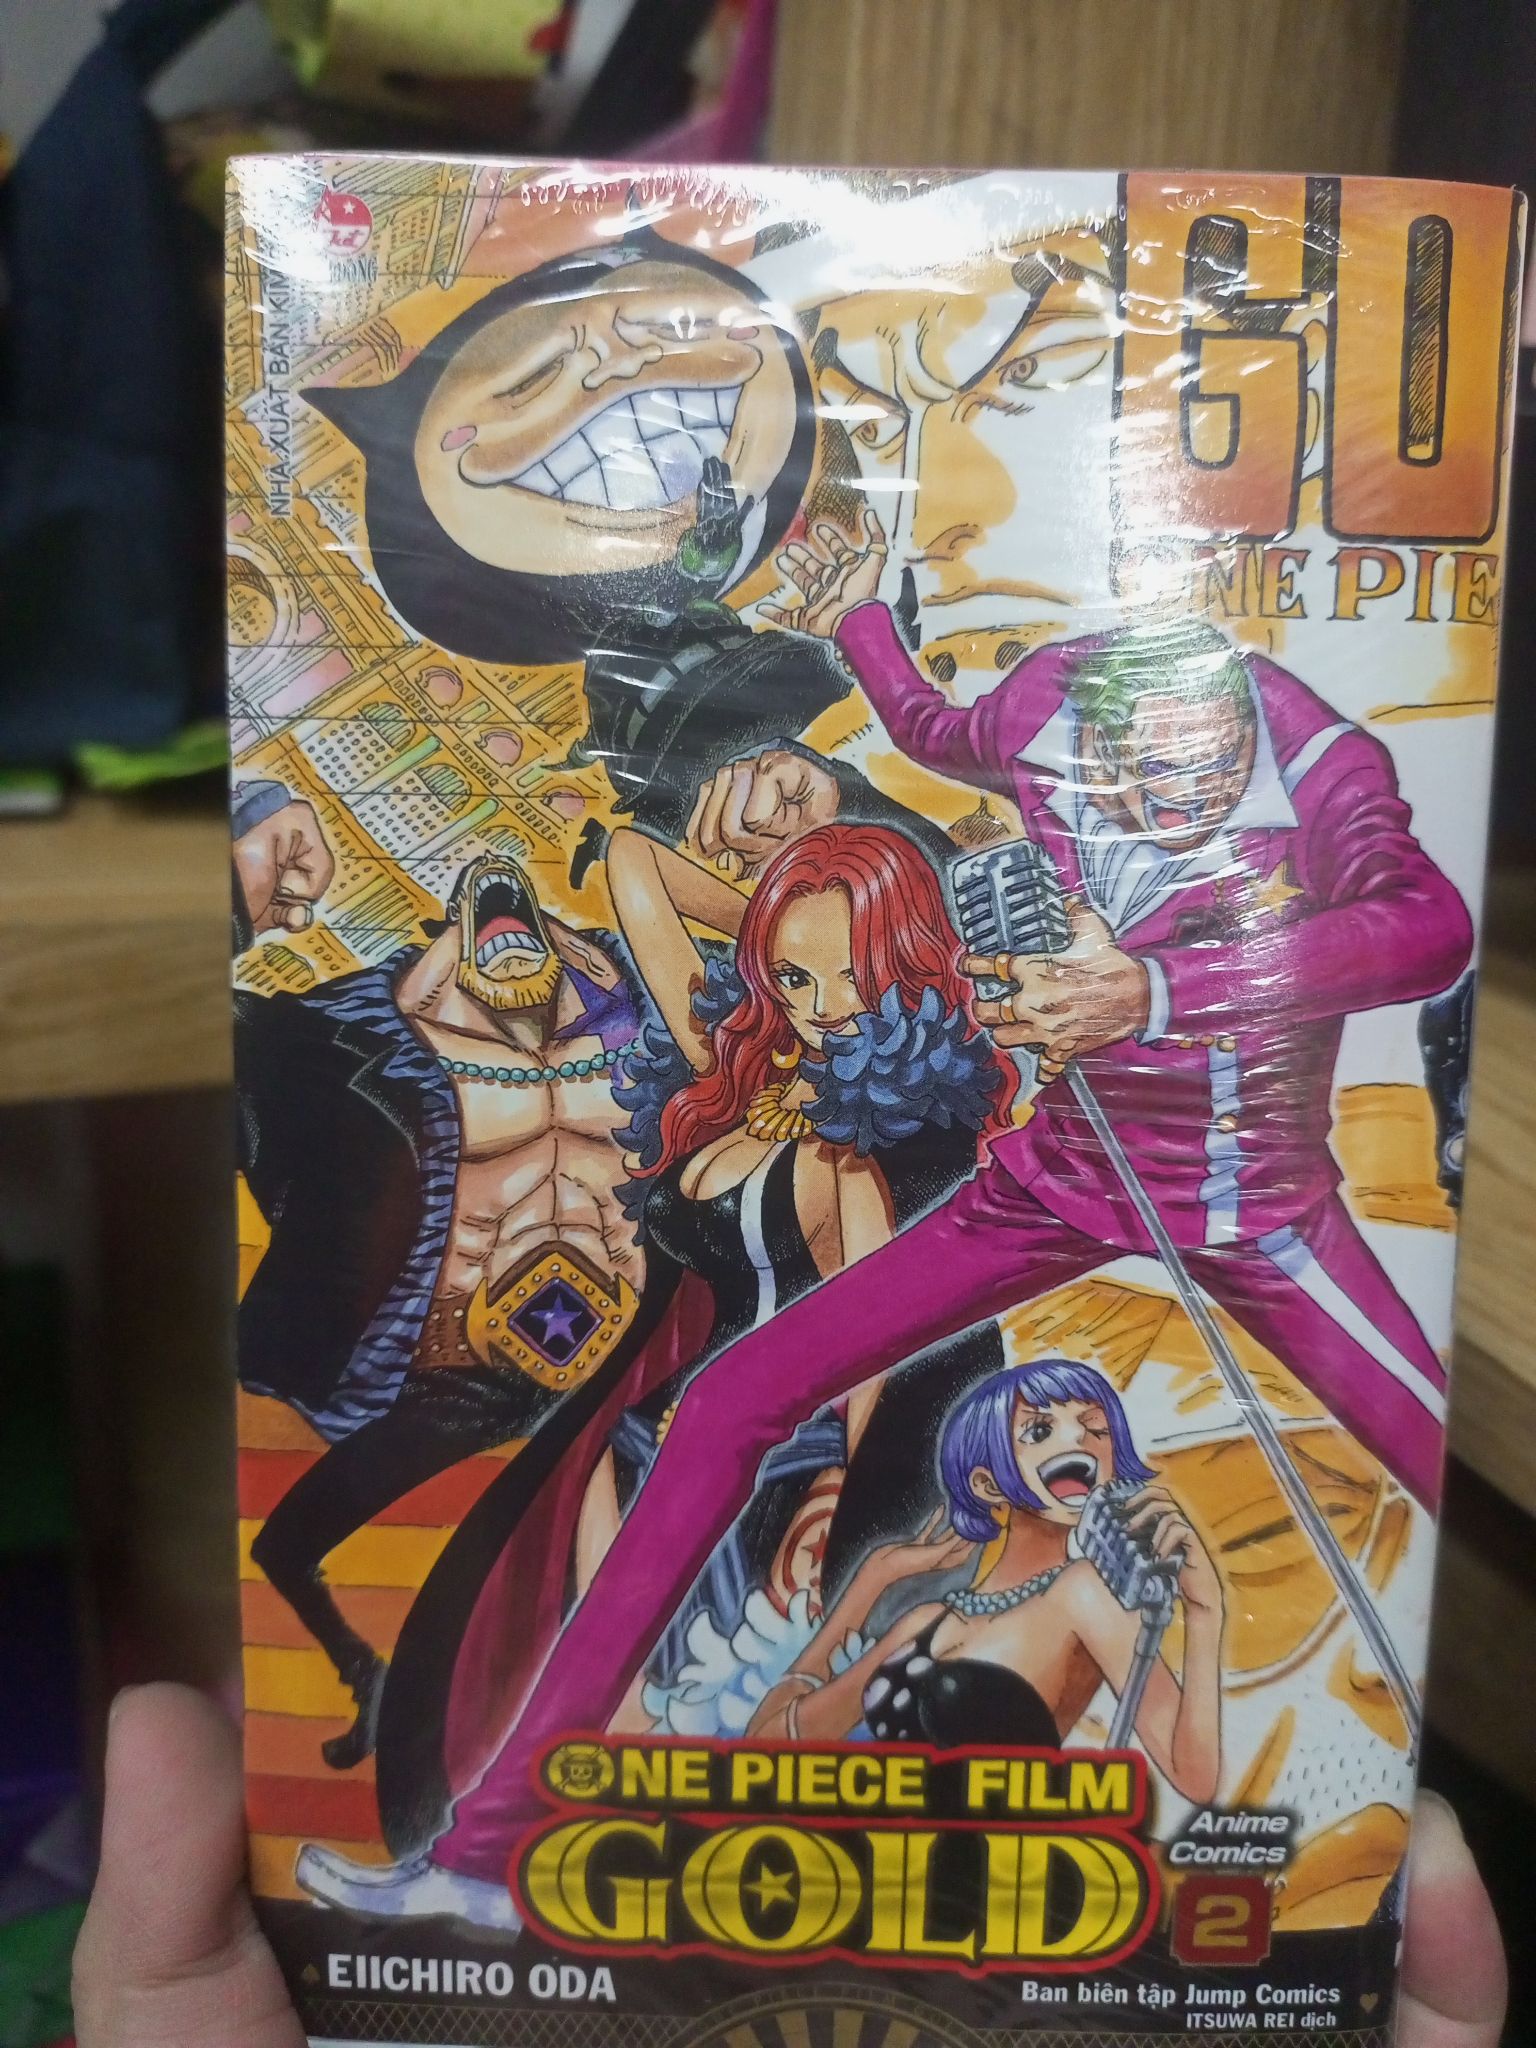 NHÀ XUẤT BẢN KIM
ĐỒNG
GO
ONE PIE
ONE PIECE FILM
GOLD
Anime
Comics
2
EIICHIRO ODA
Ban biên tập Jump Comics
ITSUWA REI dịch